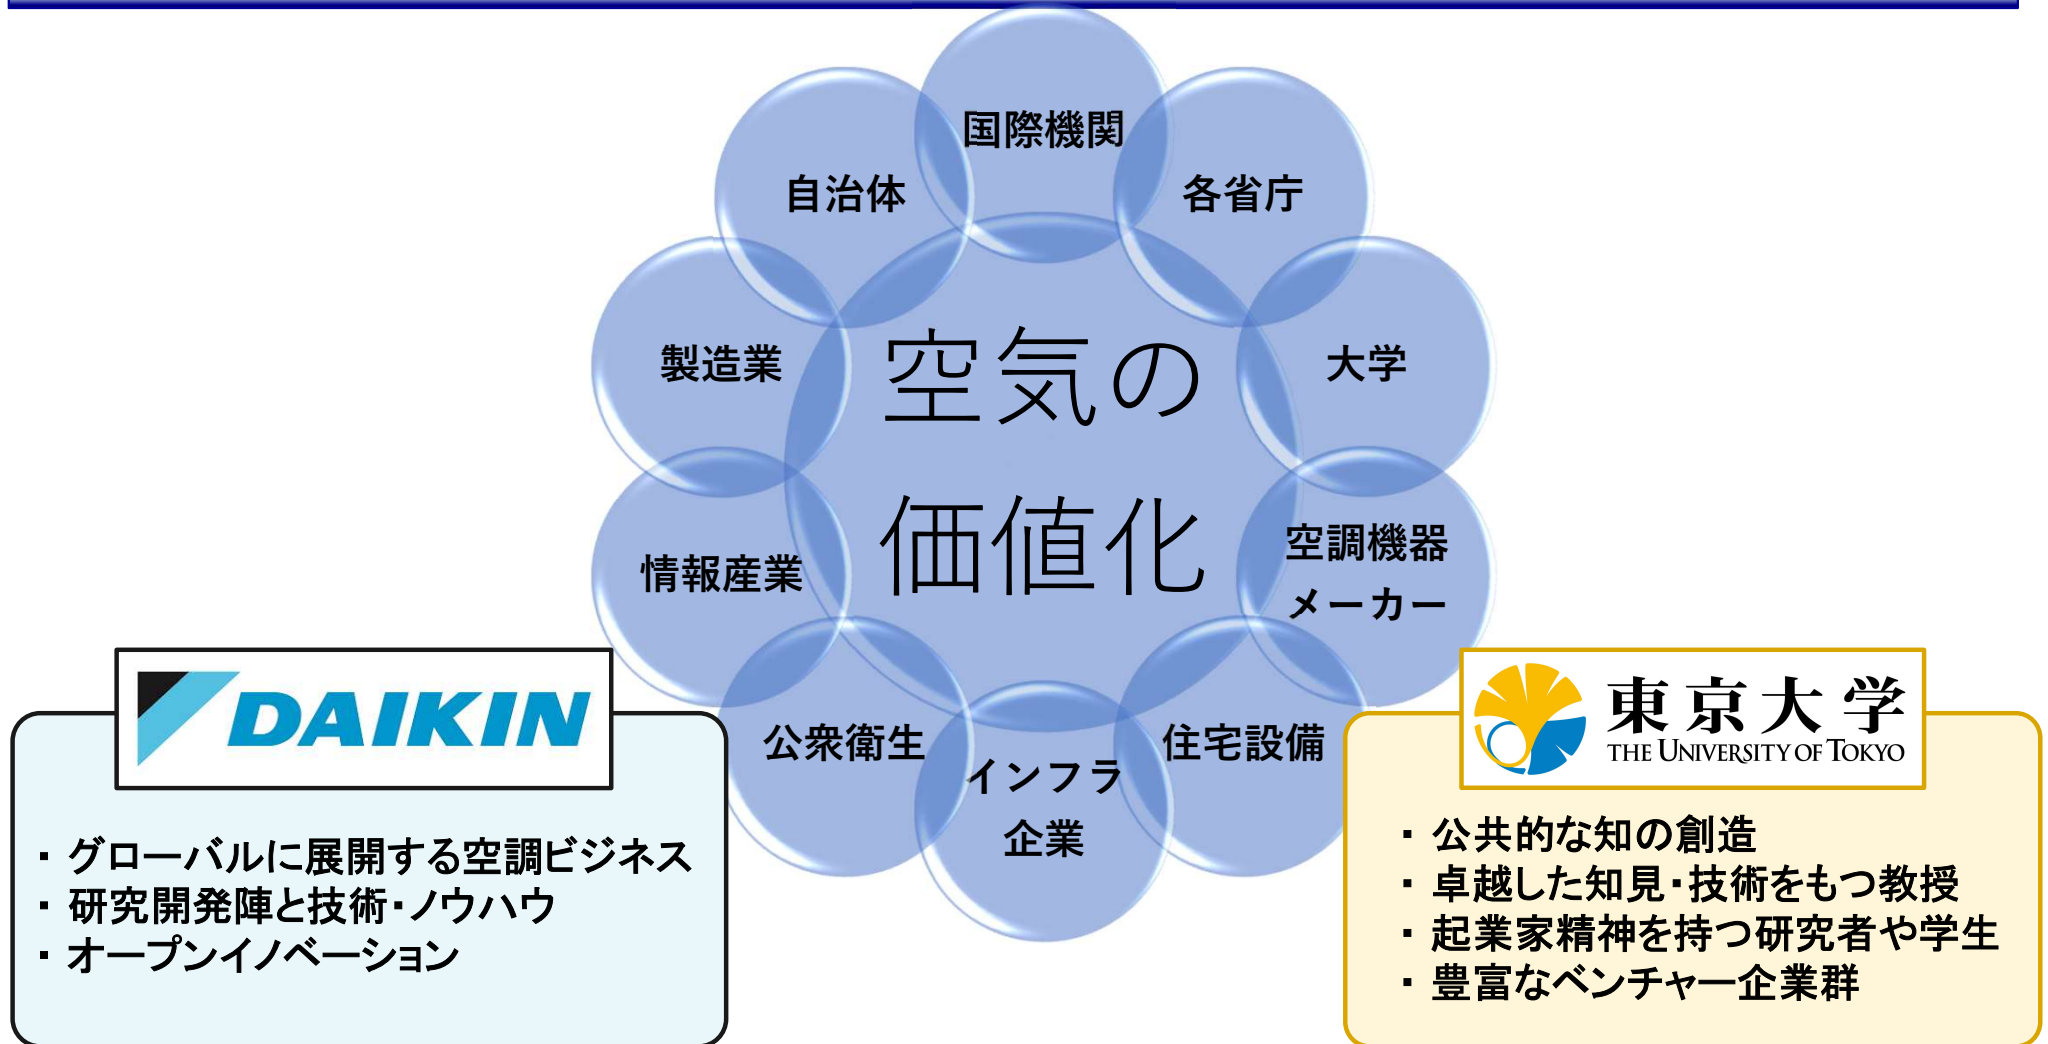 国際機関
自治体
各省庁
製造業
大学
空気の
価値化
情報産業
空調機器
メーカー
公衆衛生
インフラ
企業
住宅設備
DAIKIN
・グローバルに展開する空調ビジネス
・研究開発陣と技術・ノウハウ
・オープンイノベーション
東京大学
THE UNIVERSITY OF TOKYO
・公共的な知の創造
・卓越した知見・技術をもつ教授
・起業家精神を持つ研究者や学生
・豊富なベンチャー企業群